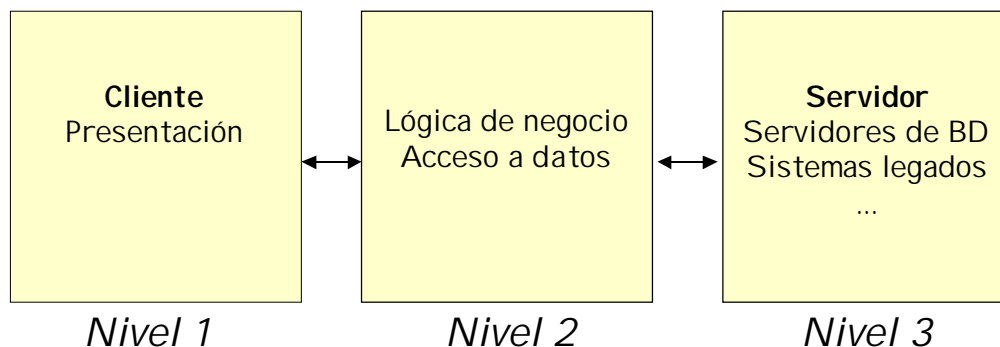 Cliente
Presentación
Lógica de negocio
Acceso a datos
Servidor
Servidores de BD
Sistemas legados
...
Nivel 1
Nivel 2
Nivel 3